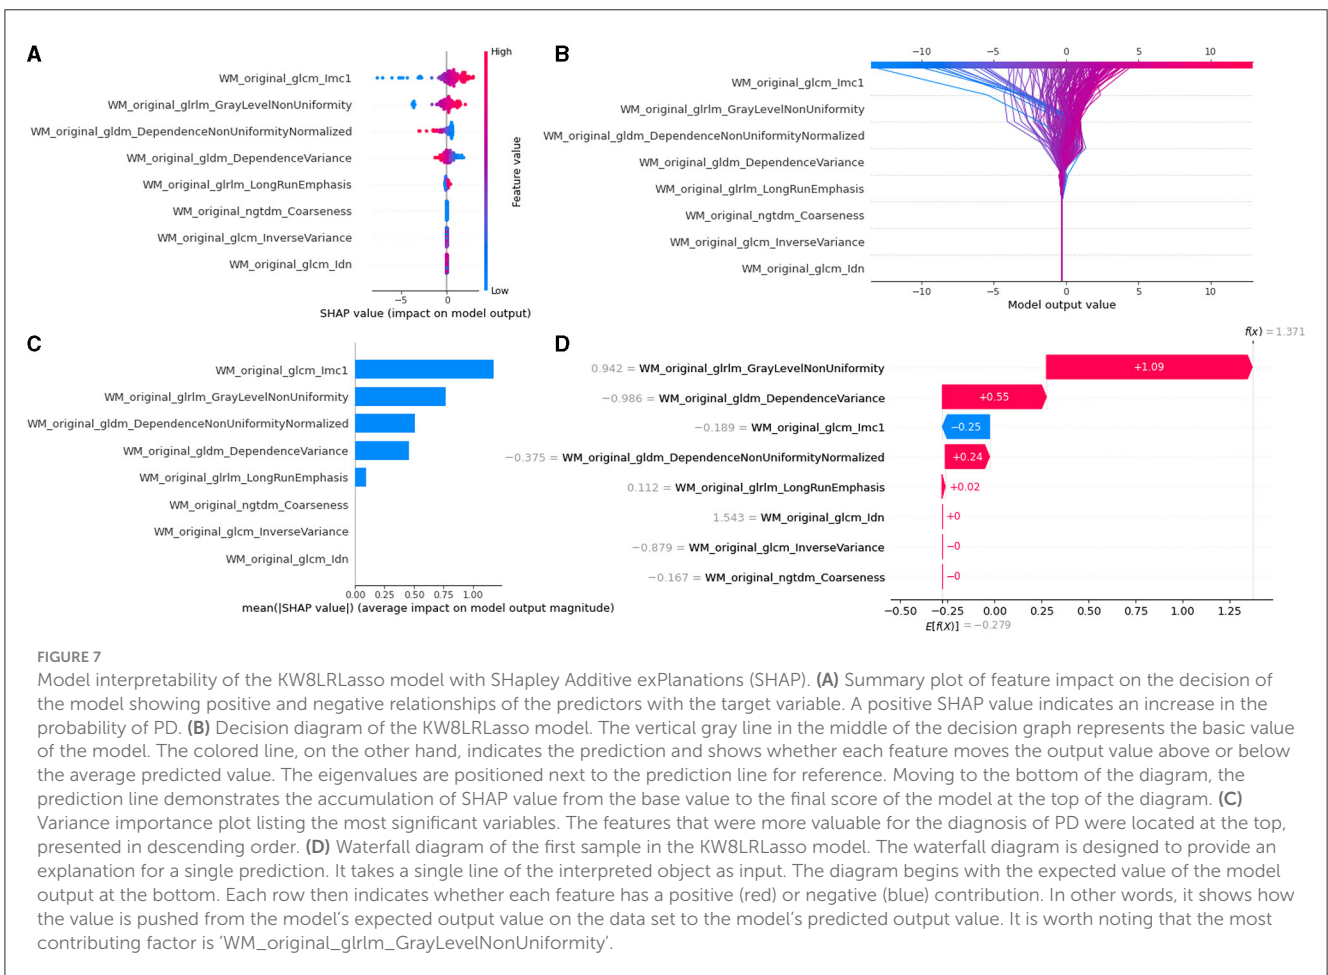 A
High
WM_original_glcm_Imc1
WM_original_glrlm_GrayLevelNonUniformity
WM_original_gldm_DependenceNonUniformityNormalized
WM_original_gldm_DependenceVariance
WM_original_glrlm_LongRunEmphasis
WM_original_ngtdm_Coarseness
WM_original_glcm_InverseVariance
WM_original_glcm_Idn
Feature value
Low
−5 0
SHAP value (impact on model output)
B
−10 −5 0 5 10
WM_original_glcm_Imc1
WM_original_glrlm_GrayLevelNonUniformity
WM_original_gldm_DependenceNonUniformityNormalized
WM_original_gldm_DependenceVariance
WM_original_glrlm_LongRunEmphasis
WM_original_ngtdm_Coarseness
WM_original_glcm_InverseVariance
WM_original_glcm_Idn
−10 −5 0 5 10
Model output value
C
WM_original_glcm_Imc1
WM_original_glrlm_GrayLevelNonUniformity
WM_original_gldm_DependenceNonUniformityNormalized
WM_original_gldm_DependenceVariance
WM_original_glrlm_LongRunEmphasis
WM_original_ngtdm_Coarseness
WM_original_glcm_InverseVariance
WM_original_glcm_Idn
0.00 0.25 0.50 0.75 1.00
mean(|SHAP value|) (average impact on model output magnitude)
D
f(x) = 1.371
0.942 = WM_original_glrlm_GrayLevelNonUniformity +1.09
−0.986 = WM_original_gldm_DependenceVariance +0.55
−0.189 = WM_original_glcm_Imc1 −0.25
−0.375 = WM_original_gldm_DependenceNonUniformityNormalized +0.24
0.112 = WM_original_glrlm_LongRunEmphasis +0.02
1.543 = WM_original_glcm_Idn +0
−0.879 = WM_original_glcm_InverseVariance −0
−0.167 = WM_original_ngtdm_Coarseness −0
−0.50 −0.25 0.00 0.25 0.50 0.75 1.00 1.25
E[f(X)] = −0.279
FIGURE 7
Model interpretability of the KW8LRLasso model with SHapley Additive exPlanations (SHAP). (A) Summary plot of feature impact on the decision of
the model showing positive and negative relationships of the predictors with the target variable. A positive SHAP value indicates an increase in the
probability of PD. (B) Decision diagram of the KW8LRLasso model. The vertical gray line in the middle of the decision graph represents the basic value
of the model. The colored line, on the other hand, indicates the prediction and shows whether each feature moves the output value above or below
the average predicted value. The eigenvalues are positioned next to the prediction line for reference. Moving to the bottom of the diagram, the
prediction line demonstrates the accumulation of SHAP value from the base value to the final score of the model at the top of the diagram. (C)
Variance importance plot listing the most significant variables. The features that were more valuable for the diagnosis of PD were located at the top,
presented in descending order. (D) Waterfall diagram of the first sample in the KW8LRLasso model. The waterfall diagram is designed to provide an
explanation for a single prediction. It takes a single line of the interpreted object as input. The diagram begins with the expected value of the model
output at the bottom. Each row then indicates whether each feature has a positive (red) or negative (blue) contribution. In other words, it shows how
the value is pushed from the model's expected output value on the data set to the model's predicted output value. It is worth noting that the most
contributing factor is 'WM_original_glrlm_GrayLevelNonUniformity'.